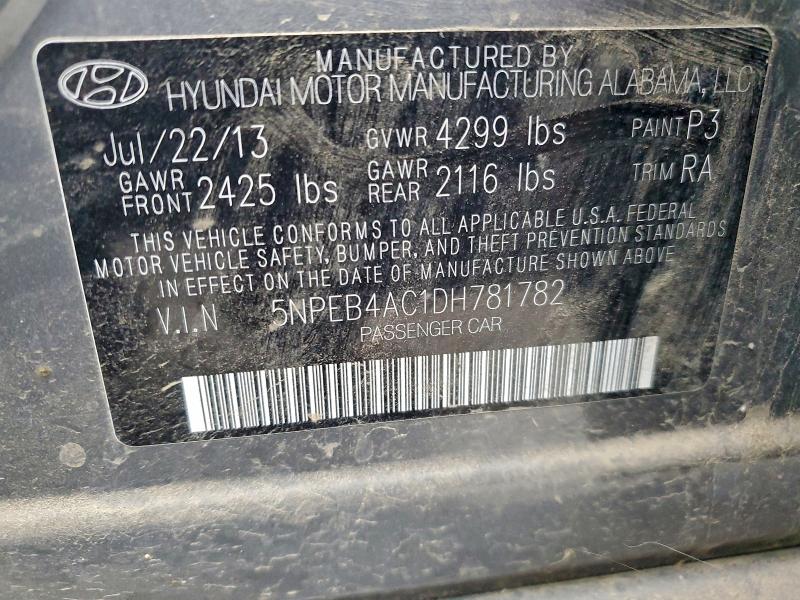 MANUFACTURED BY
HYUNDAI MOTOR MANUFACTURING ALABAMA, LLC
Jul/22/13 GVWR 4299 lbs PAINT P3
GAWR FRONT 2425 lbs GAWR REAR 2116 lbs TRIM RA
THIS VEHICLE CONFORMS TO ALL APPLICABLE U.S.A. FEDERAL
MOTOR VEHICLE SAFETY, BUMPER, AND THEFT PREVENTION STANDARDS
IN EFFECT ON THE DATE OF MANUFACTURE SHOWN ABOVE
V.I.N 5NPEB4AC1DH781782
PASSENGER CAR